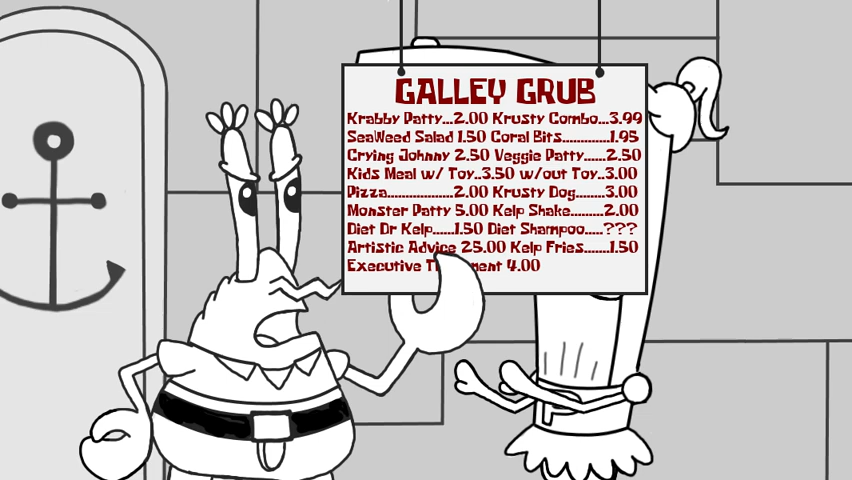 GALLEY GRUB
Krabby Patty...2.00 Krusty Combo...3.99
SeaWeed Salad 1.50 Coral Bits.............1.95
Crying Johnny 2.50 Veggie Patty......2.50
Kids Meal w/ Toy..3.50 w/out Toy..3.00
Pizza..................2.00 Krusty Dog.......3.00
Monster Patty 5.00 Kelp Shake.........2.00
Diet Dr Kelp......1.50 Diet Shampoo.....???
Artistic Advice 25.00 Kelp Fries.......1.50
Executive 4.00